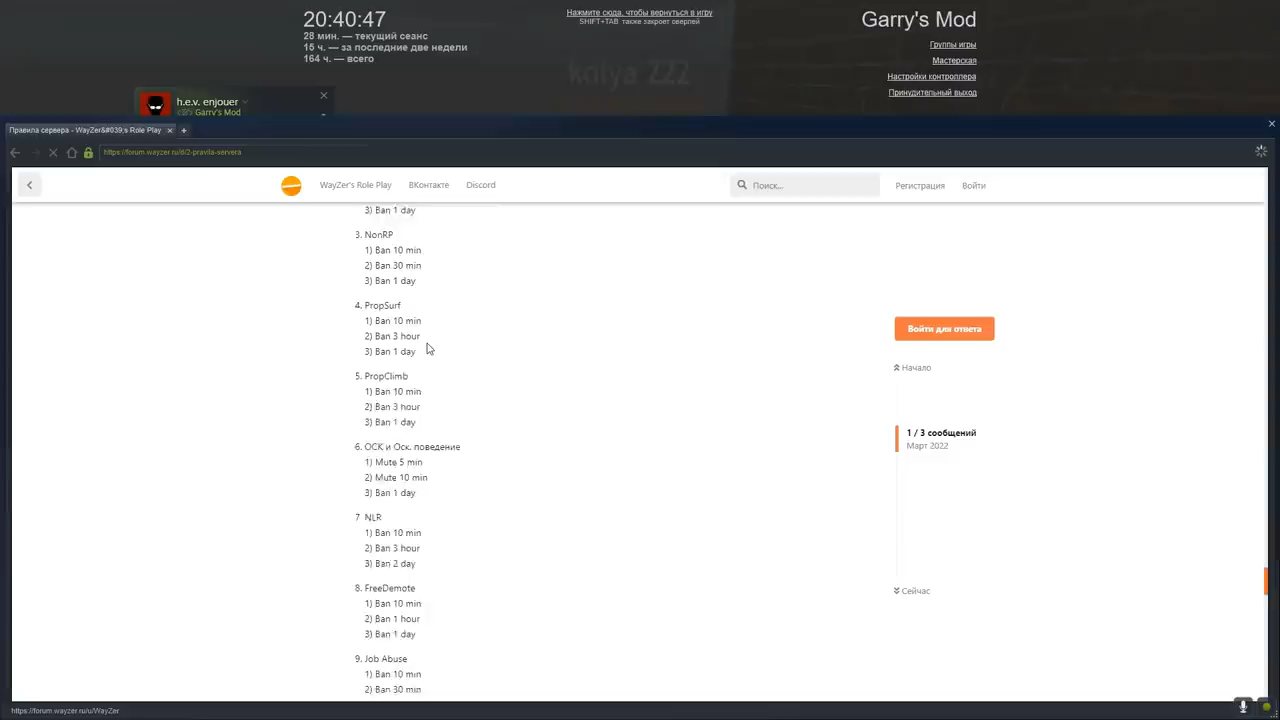 20:40:47
28 мин. — текущий сеанс
15 ч. — за последние две недели
164 ч. — всего
Нажмите сюда, чтобы вернуться в игру
SHIFT+TAB также закроет оверлей
Garry's Mod
Группы игры
Мастерская
Настройки контроллера
Принудительный выход
krilya ZZZ
h.e.v. enjouer
Garry's Mod
Правила сервера - WayZer&#039;s Role Play
https://forum.wayzer.ru/d/2-pravila-servera
WayZer's Role Play
ВКонтакте
Discord
Поиск...
Регистрация
Войти
3) Ban 1 day
3. NonRP
1) Ban 10 min
2) Ban 30 min
3) Ban 1 day
4. PropSurf
1) Ban 10 min
2) Ban 3 hour
3) Ban 1 day
5. PropClimb
1) Ban 10 min
2) Ban 3 hour
3) Ban 1 day
6. ОСК и Оск. поведение
1) Mute 5 min
2) Mute 10 min
3) Ban 1 day
7 NLR
1) Ban 10 min
2) Ban 3 hour
3) Ban 2 day
8. FreeDemote
1) Ban 10 min
2) Ban 1 hour
3) Ban 1 day
9. Job Abuse
1) Ban 10 min
2) Ban 30 min
Войти для ответа
Начало
1 / 3 сообщений
Март 2022
Сейчас
https://forum.wayzer.ru/u/WayZer